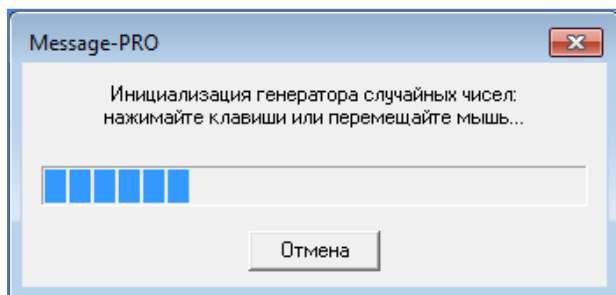 Message-PRO
Инициализация генератора случайных чисел:
нажимайте клавиши или перемещайте мышь...
Отмена